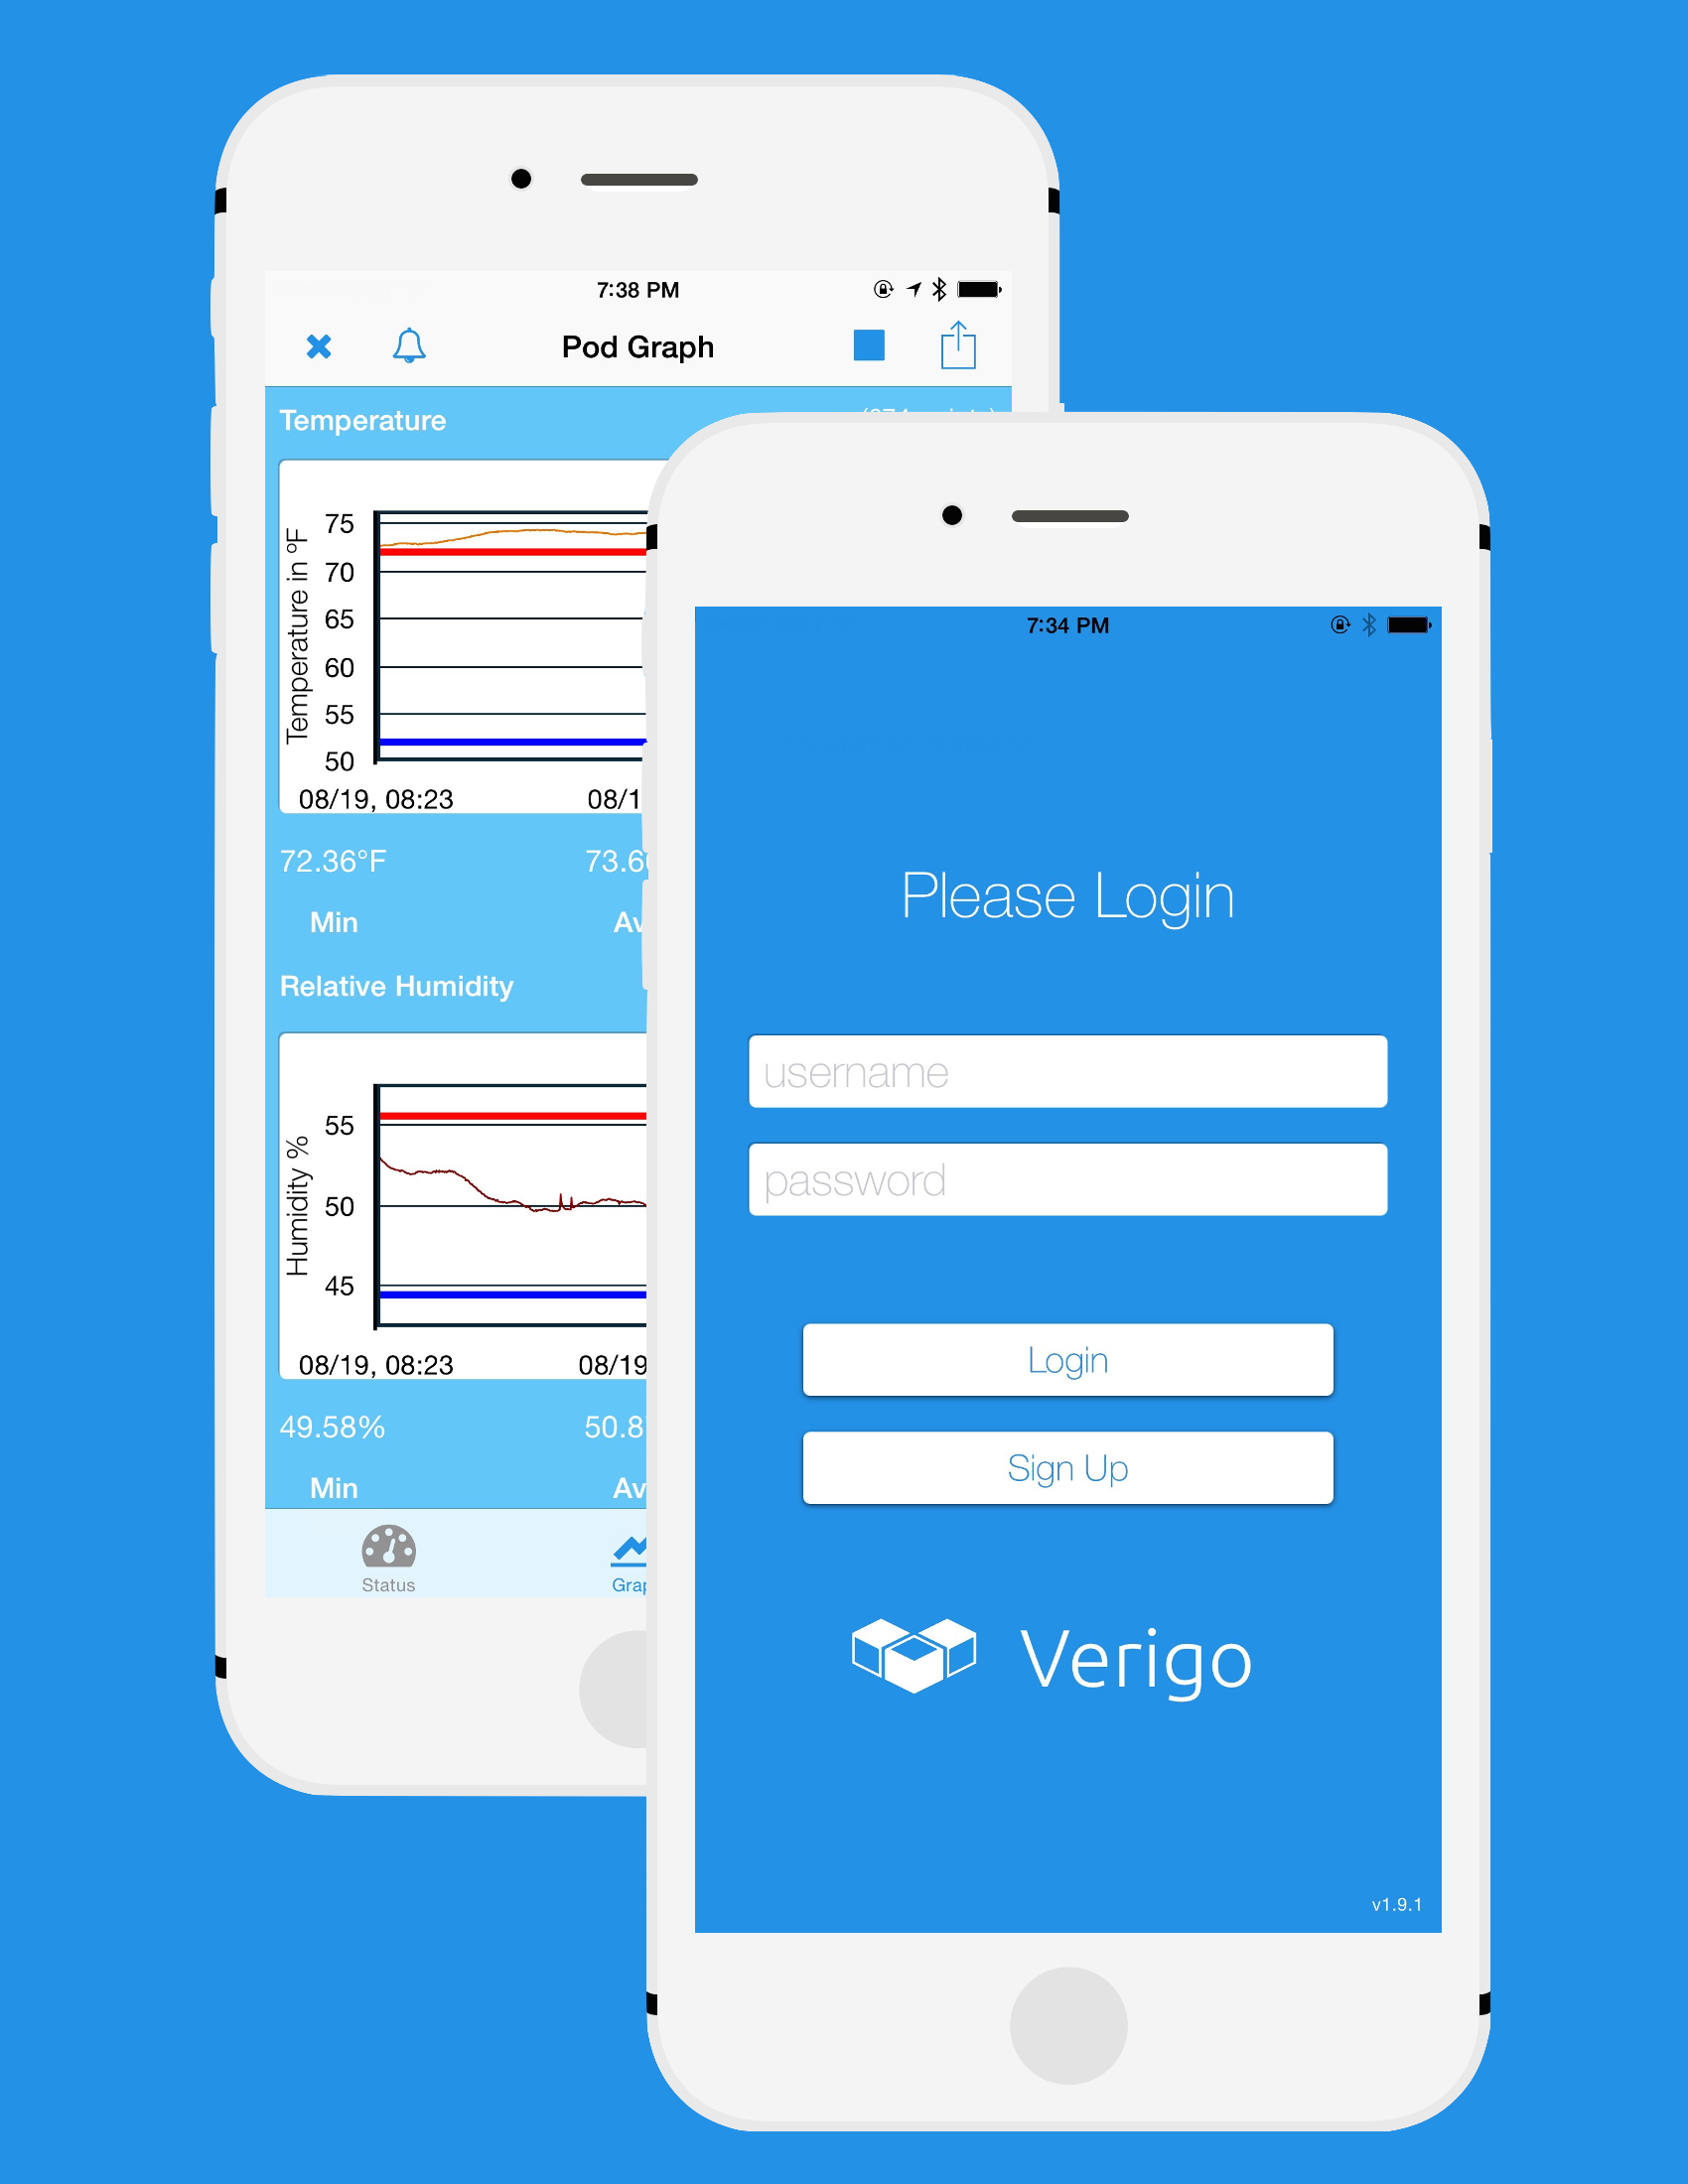 7:38 PM
Pod Graph
Temperature
Temperature in °F
75
70
65
60
55
50
08/19, 08:23
08/1
72.36°F
73.6
Min
Av
Relative Humidity
Humidity %
55
50
45
08/19, 08:23
08/19
49.58%
50.8
Min
Av
Status
Grap
7:34 PM
Please Login
username
password
Login
Sign Up
Verigo
v1.9.1